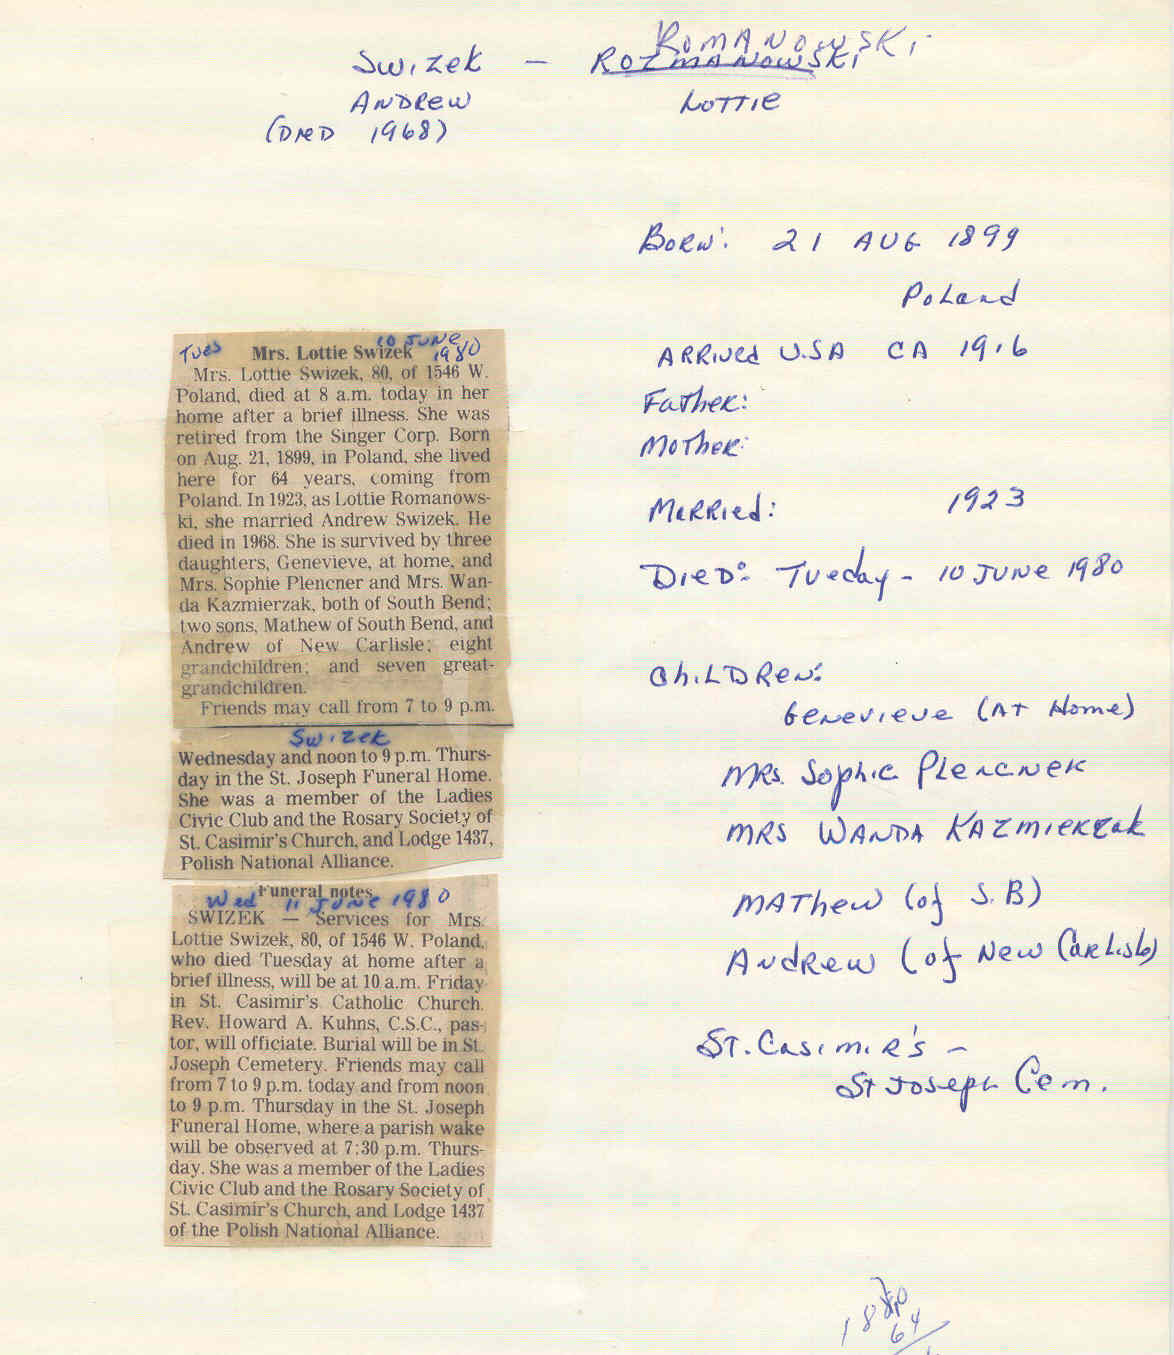 ROMANOWSKI
SWIZEK — ROZMANOWSKI
ANDREW LOTTIE
(DIED 1968)
BORN: 21 AUG 1899
POLAND
ARRIVED U.SA CA 1916
FATHER:
MOTHER:
MARRIED: 1923
DIED: Tueday - 10 JUNE 1980
CHILDREN:
GENEVIEVE (AT Home)
MRS. Sophie PLENCNER
MRS WANDA KAZMIERZAK
MATHEW (of S.B)
ANDREW (of NEW CARLISLE)
ST. CASIMIR'S -
ST JOSEPH Cem.
Tues 10 JUNE 1980
Mrs. Lottie Swizek
Mrs. Lottie Swizek, 80, of 1546 W.
Poland, died at 8 a.m. today in her
home after a brief illness. She was
retired from the Singer Corp. Born
on Aug. 21, 1899, in Poland, she lived
here for 64 years, coming from
Poland. In 1923, as Lottie Romanows-
ki, she married Andrew Swizek. He
died in 1968. She is survived by three
daughters, Genevieve, at home, and
Mrs. Sophie Plencner and Mrs. Wan-
da Kazmierzak, both of South Bend;
two sons, Mathew of South Bend, and
Andrew of New Carlisle; eight
grandchildren; and seven great-
grandchildren.
Friends may call from 7 to 9 p.m.
SWIZEK
Wednesday and noon to 9 p.m. Thurs-
day in the St. Joseph Funeral Home.
She was a member of the Ladies
Civic Club and the Rosary Society of
St. Casimir's Church, and Lodge 1437,
Polish National Alliance.
Funeral notes
Wed 11 JUNE 1980
SWIZEK — Services for Mrs.
Lottie Swizek, 80, of 1546 W. Poland,
who died Tuesday at home after a
brief illness, will be at 10 a.m. Friday
in St. Casimir's Catholic Church.
Rev. Howard A. Kuhns, C.S.C., pas-
tor, will officiate. Burial will be in St.
Joseph Cemetery. Friends may call
from 7 to 9 p.m. today and from noon
to 9 p.m. Thursday in the St. Joseph
Funeral Home, where a parish wake
will be observed at 7:30 p.m. Thurs-
day. She was a member of the Ladies
Civic Club and the Rosary Society of
St. Casimir's Church, and Lodge 1437
of the Polish National Alliance.
64